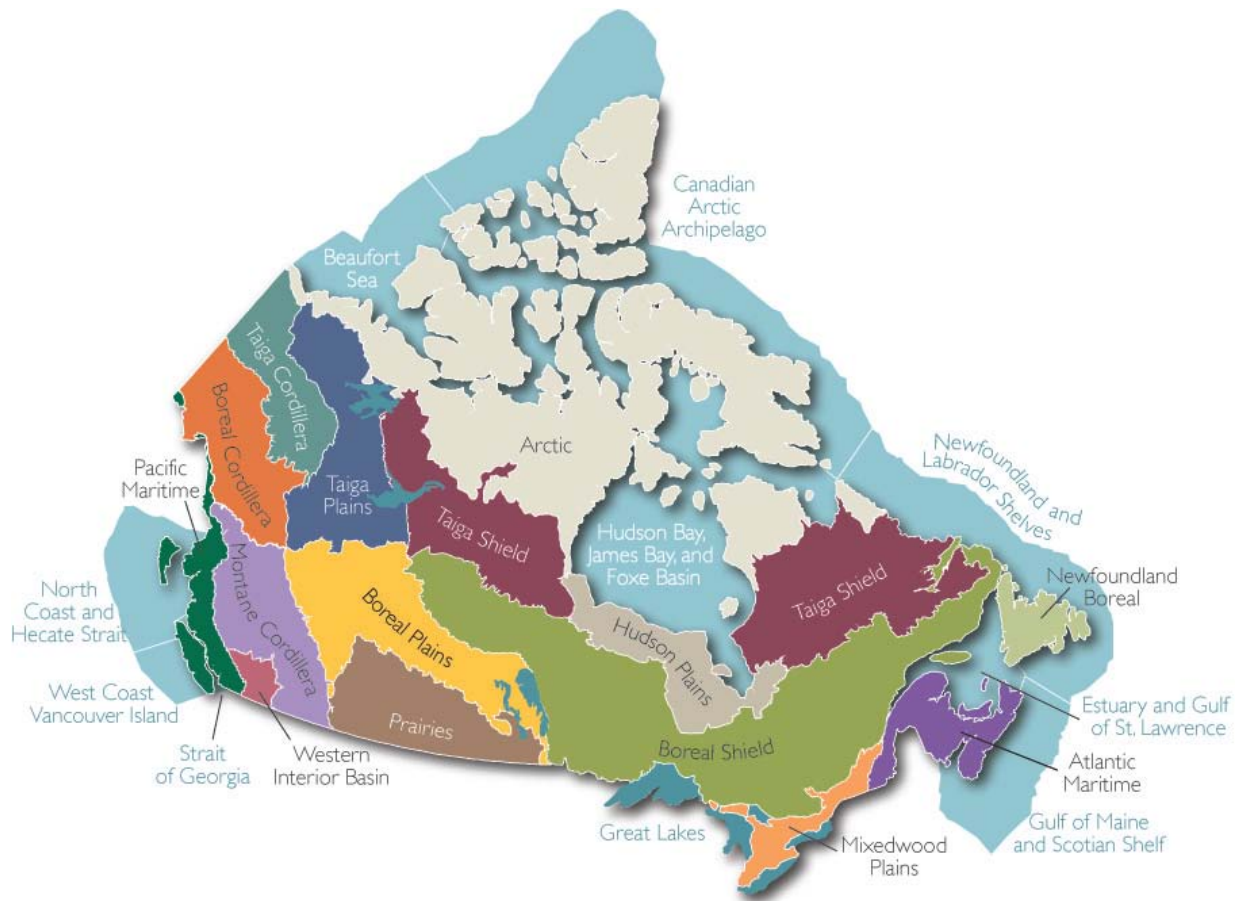 Canadian
Arctic
Archipelago
Beaufort
Sea
Taiga Cordillera
Boreal Cordillera
Arctic
Newfoundland and
Labrador Shelves
Pacific
Maritime
Taiga
Plains
Taiga Shield
Hudson Bay,
James Bay, and
Foxe Basin
Taiga Shield
Newfoundland
Boreal
North
Coast and
Hecate Strait
Montane Cordillera
Boreal Plains
Hudson Plains
West Coast
Vancouver Island
Prairies
Boreal Shield
Estuary and Gulf
of St. Lawrence
Strait
of Georgia
Western
Interior Basin
Atlantic
Maritime
Great Lakes
Mixedwood
Plains
Gulf of Maine
and Scotian Shelf